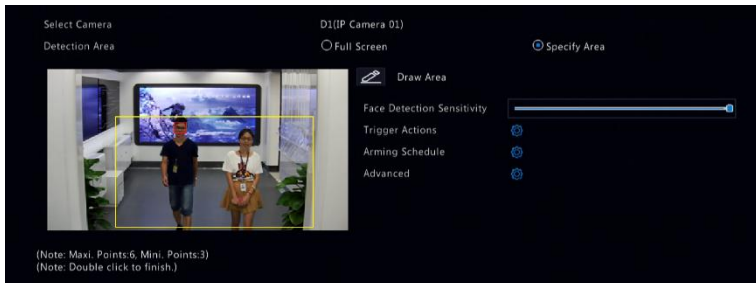 Select Camera D1(IP Camera 01)
Detection Area Full Screen Specify Area
Draw Area
Face Detection Sensitivity
Trigger Actions
Arming Schedule
Advanced
(Note: Maxi. Points:6, Mini. Points:3)
(Note: Double click to finish.)